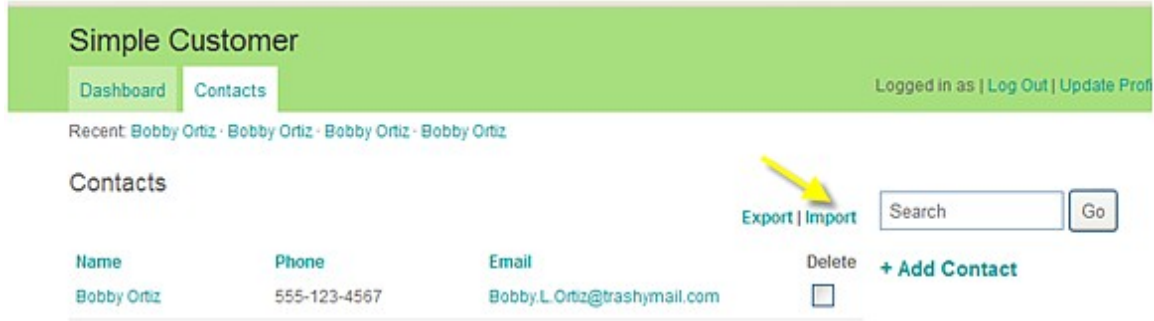 Simple Customer
Dashboard Contacts
Logged in as | Log Out | Update Profi
Recent: Bobby Ortiz · Bobby Ortiz · Bobby Ortiz · Bobby Ortiz
Contacts
Export | Import Search Go
Name Phone Email Delete + Add Contact
Bobby Ortiz 555-123-4567 Bobby.L.Ortiz@trashymail.com